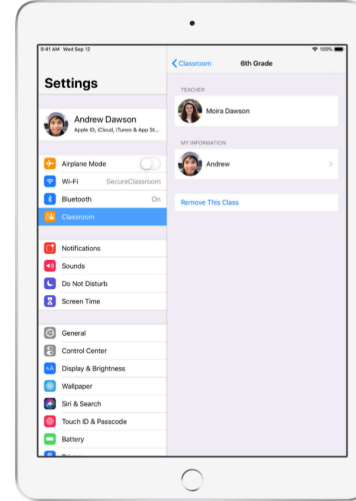 9:41 AM Wed Sep 12
100%
Settings
Andrew Dawson
Apple ID, iCloud, iTunes & App St...
Airplane Mode
Wi-Fi SecureClassroom
Bluetooth On
Classroom
Notifications
Sounds
Do Not Disturb
Screen Time
General
Control Center
AA Display & Brightness
Wallpaper
Siri & Search
Touch ID & Passcode
Battery
Classroom 6th Grade
TEACHER
Moira Dawson
MY INFORMATION
Andrew
Remove This Class